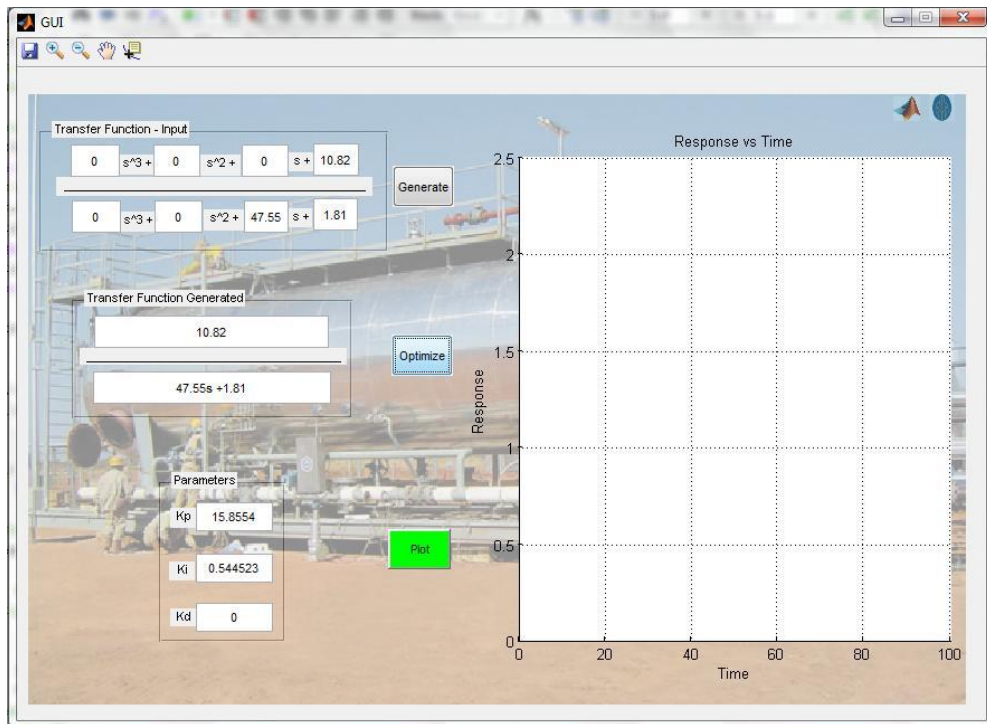 GUI
Transfer Function - Input
0 s^3 + 0 s^2 + 0 s + 10.82
0 s^3 + 0 s^2 + 47.55 s + 1.81
Generate
Transfer Function Generated
10.82
47.55s +1.81
Optimize
Parameters
Kp 15.8554
Ki 0.544523
Kd 0
Plot
Response vs Time
Response
2.5
2
1.5
1
0.5
0
0 20 40 60 80 100
Time